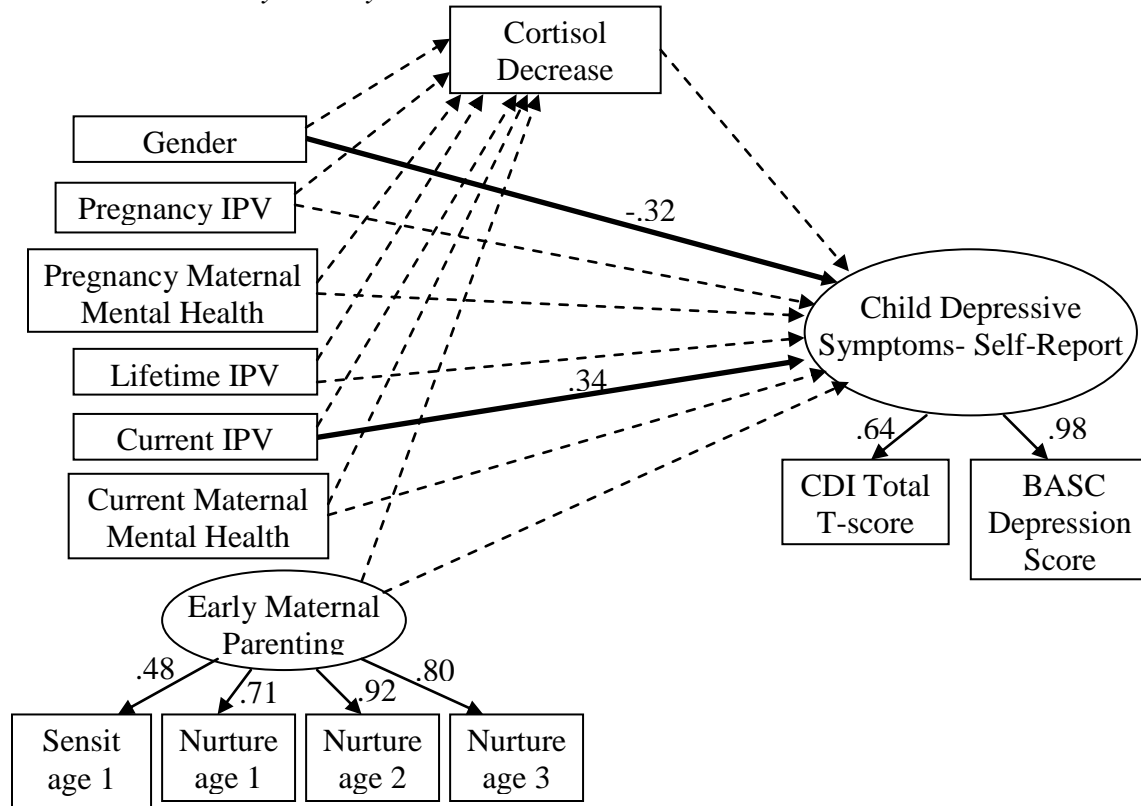 Cortisol
Decrease
Gender
-.32
Pregnancy IPV
Pregnancy Maternal
Mental Health
Child Depressive
Symptoms- Self-Report
Lifetime IPV
.34
Current IPV
.64
.98
Current Maternal
Mental Health
CDI Total
T-score
BASC
Depression
Score
Early Maternal
Parenting
.48
.71
.92
.80
Sensit
age 1
Nurture
age 1
Nurture
age 2
Nurture
age 3